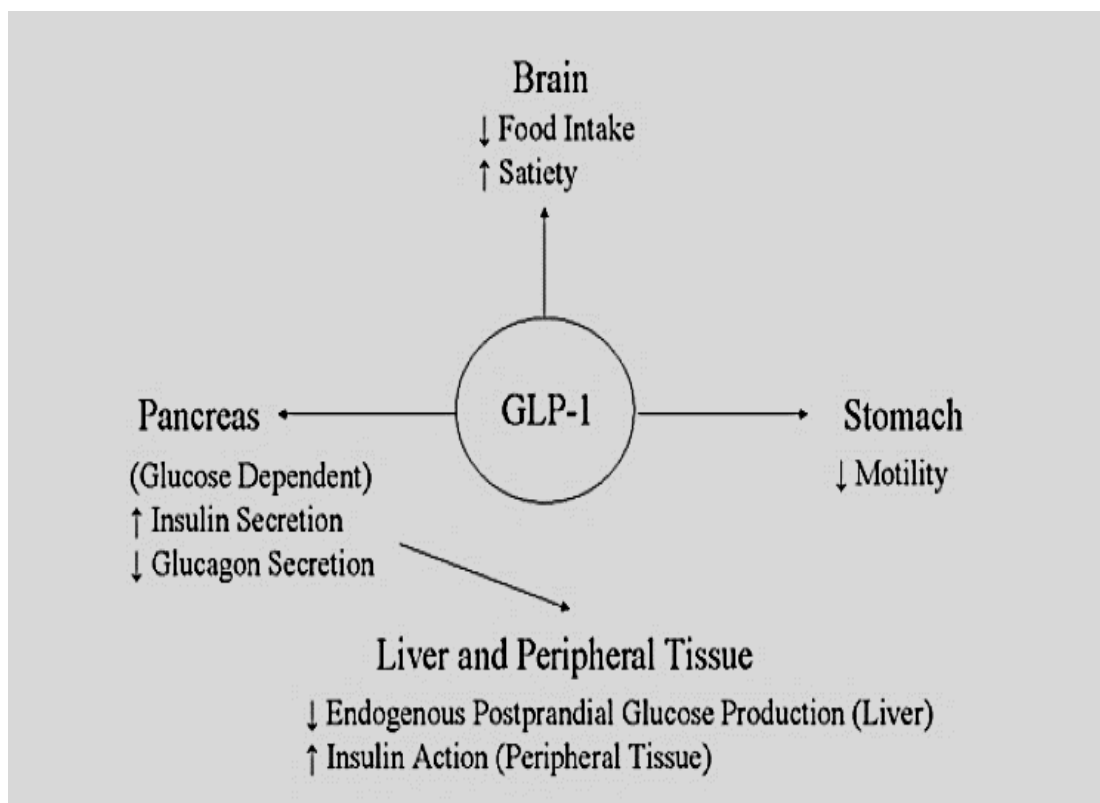 Brain
↓ Food Intake
↑ Satiety
GLP-1
Pancreas
(Glucose Dependent)
↑ Insulin Secretion
↓ Glucagon Secretion
Stomach
↓ Motility
Liver and Peripheral Tissue
↓ Endogenous Postprandial Glucose Production (Liver)
↑ Insulin Action (Peripheral Tissue)